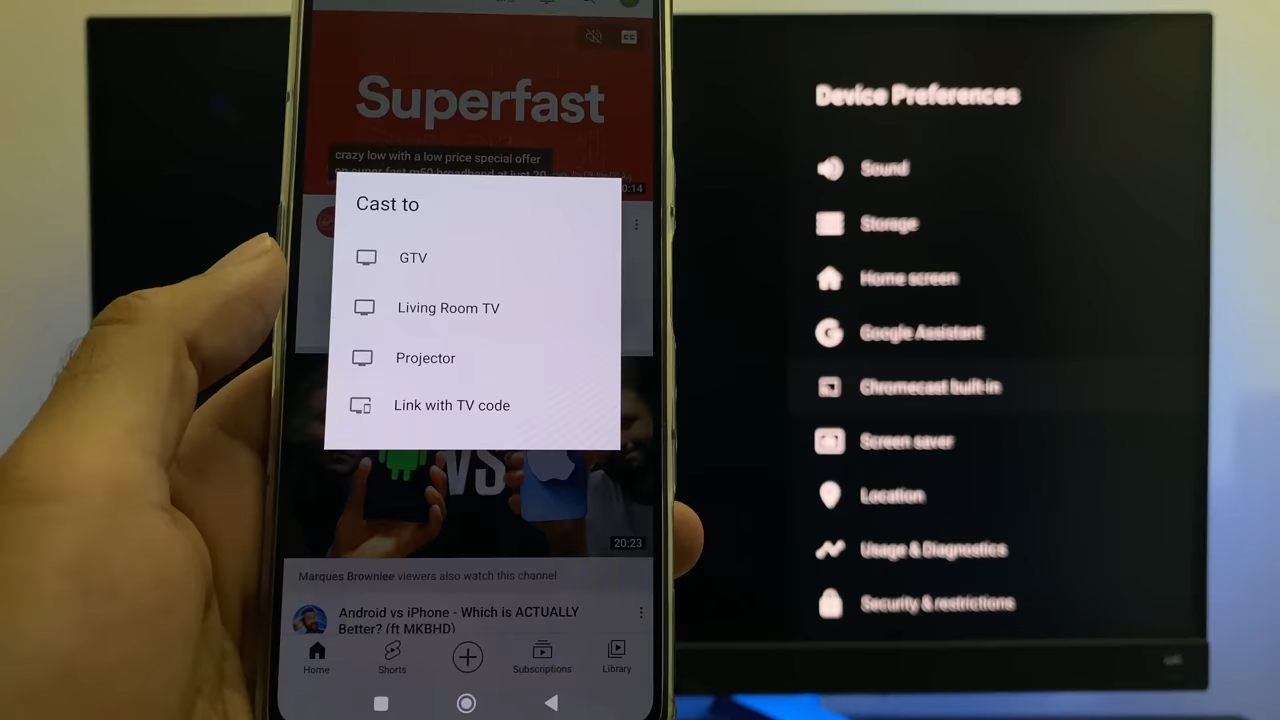 Superfast
crazy low with a low price special offer
0:14
Cast to
GTV
Living Room TV
Projector
Link with TV code
VS
20:23
Marques Brownlee viewers also watch this channel
Android vs iPhone - Which is ACTUALLY
Better? (ft MKBHD)
Home
Shorts
Subscriptions
Library
Device Preferences
Sound
Storage
Home screen
Google Assistant
Chromecast built-in
Screen saver
Location
Usage & Diagnostics
Security & restrictions